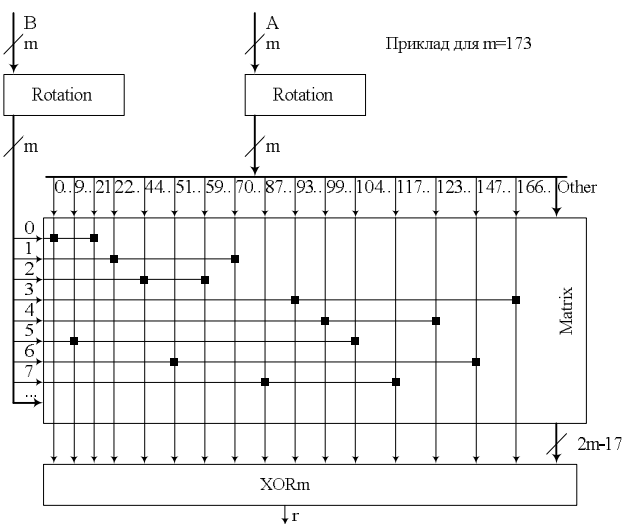 B
A
m
m
Приклад для m=173
Rotation
Rotation
m
m
0.. 9.. 21 22.. 44.. 51.. 59.. 70.. 87.. 93.. 99.. 104.. 117.. 123.. 147.. 166.. Other
0
1
2
3
4
5
6
7
...
Matrix
2m-17
XORm
r